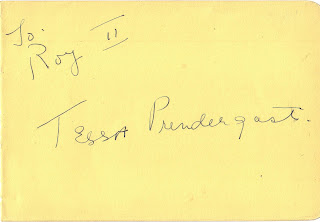 To:
Roy II
Tessa Prendergast.